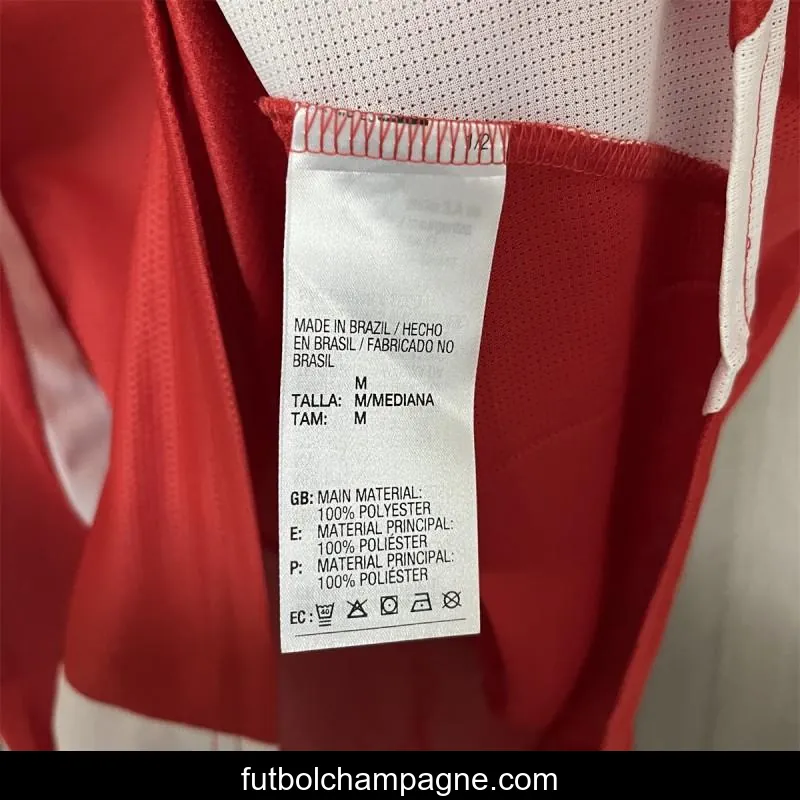 1/2
MADE IN BRAZIL / HECHO
EN BRASIL / FABRICADO NO
BRASIL
M
TALLA: M/MEDIANA
TAM: M
GB: MAIN MATERIAL:
100% POLYESTER
E: MATERIAL PRINCIPAL:
100% POLIÉSTER
P: MATERIAL PRINCIPAL:
100% POLIÉSTER
EC: 40
futbolchampagne.com